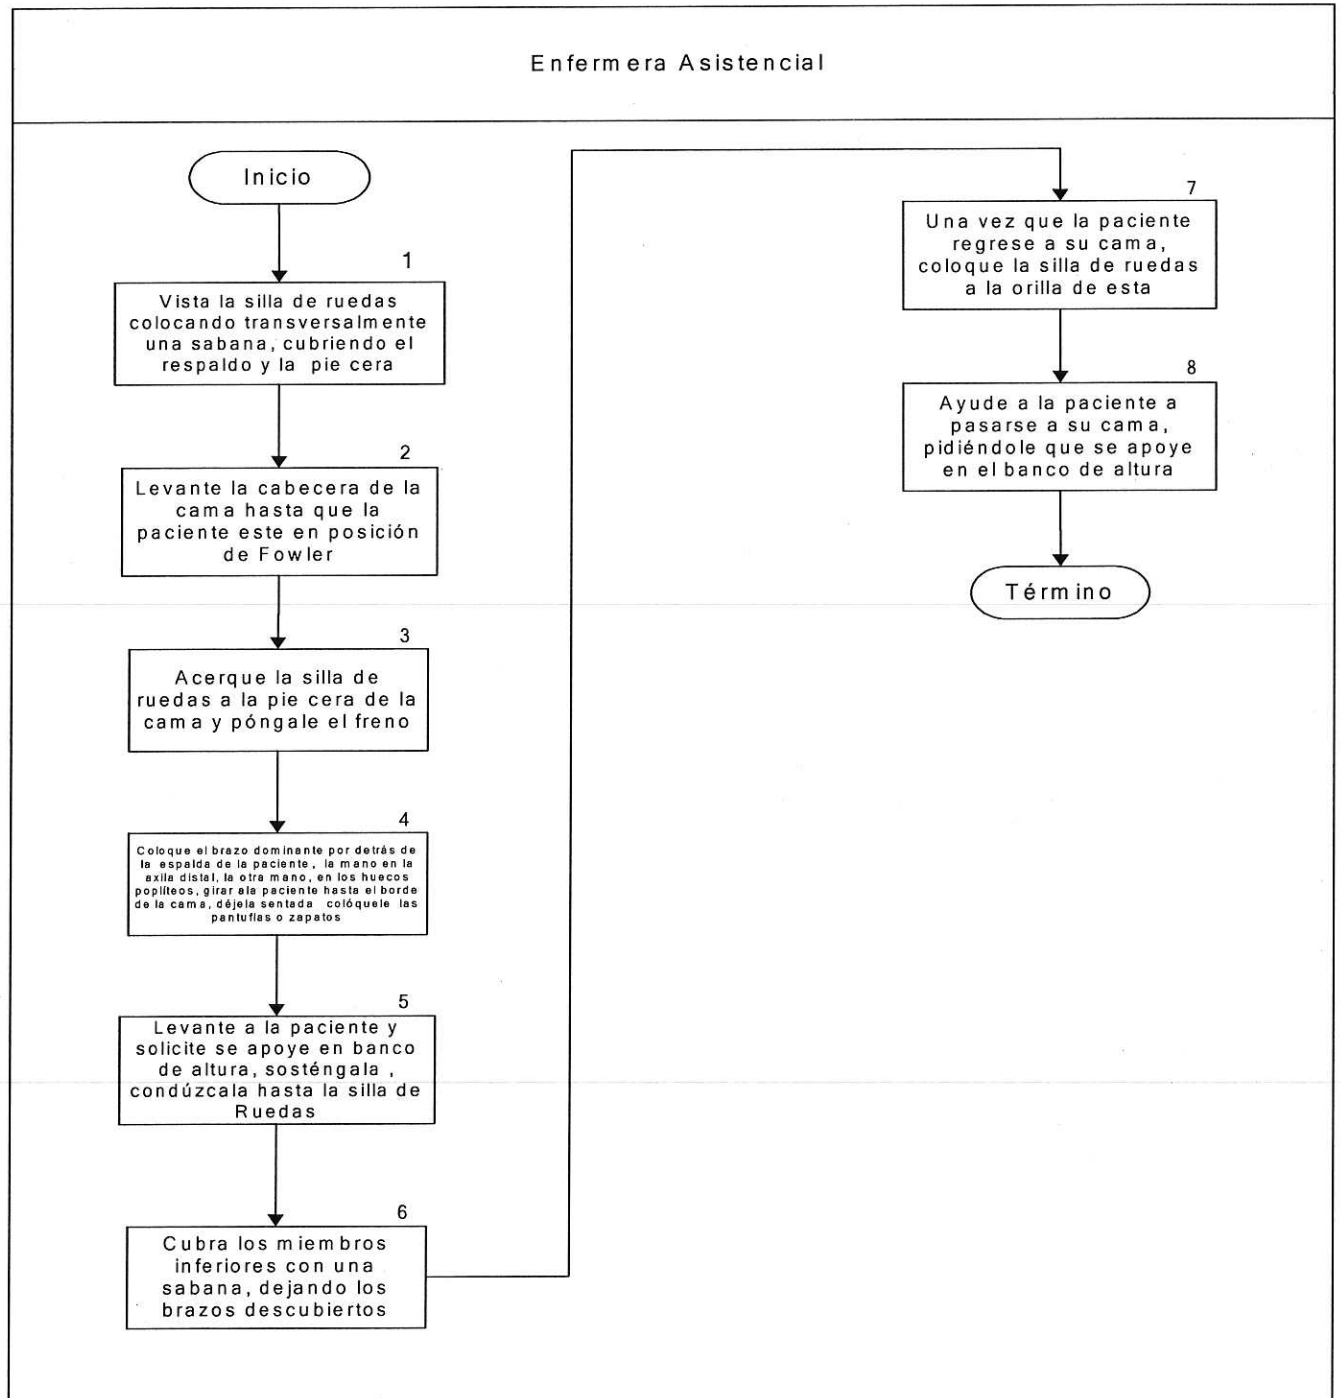 Enfermera Asistencial
Inicio
1
Vista la silla de ruedas
colocando transversalmente
una sabana, cubriendo el
respaldo y la pie cera
2
Levante la cabecera de la
cama hasta que la
paciente este en posición
de Fowler
3
Acerque la silla de
ruedas a la pie cera de la
cama y póngale el freno
4
Coloque el brazo dominante por detrás de
la espalda de la paciente, la mano en la
axila distal, la otra mano, en los huecos
poplíteos, girar ala paciente hasta el borde
de la cama, déjela sentada colóquele las
pantuflas o zapatos
5
Levante a la paciente y
solicite se apoye en banco
de altura, sosténgala ,
condúzcala hasta la silla de
Ruedas
6
Cubra los miembros
inferiores con una
sabana, dejando los
brazos descubiertos
7
Una vez que la paciente
regrese a su cama,
coloque la silla de ruedas
a la orilla de esta
8
Ayude a la paciente a
pasarse a su cama,
pidiéndole que se apoye
en el banco de altura
Término